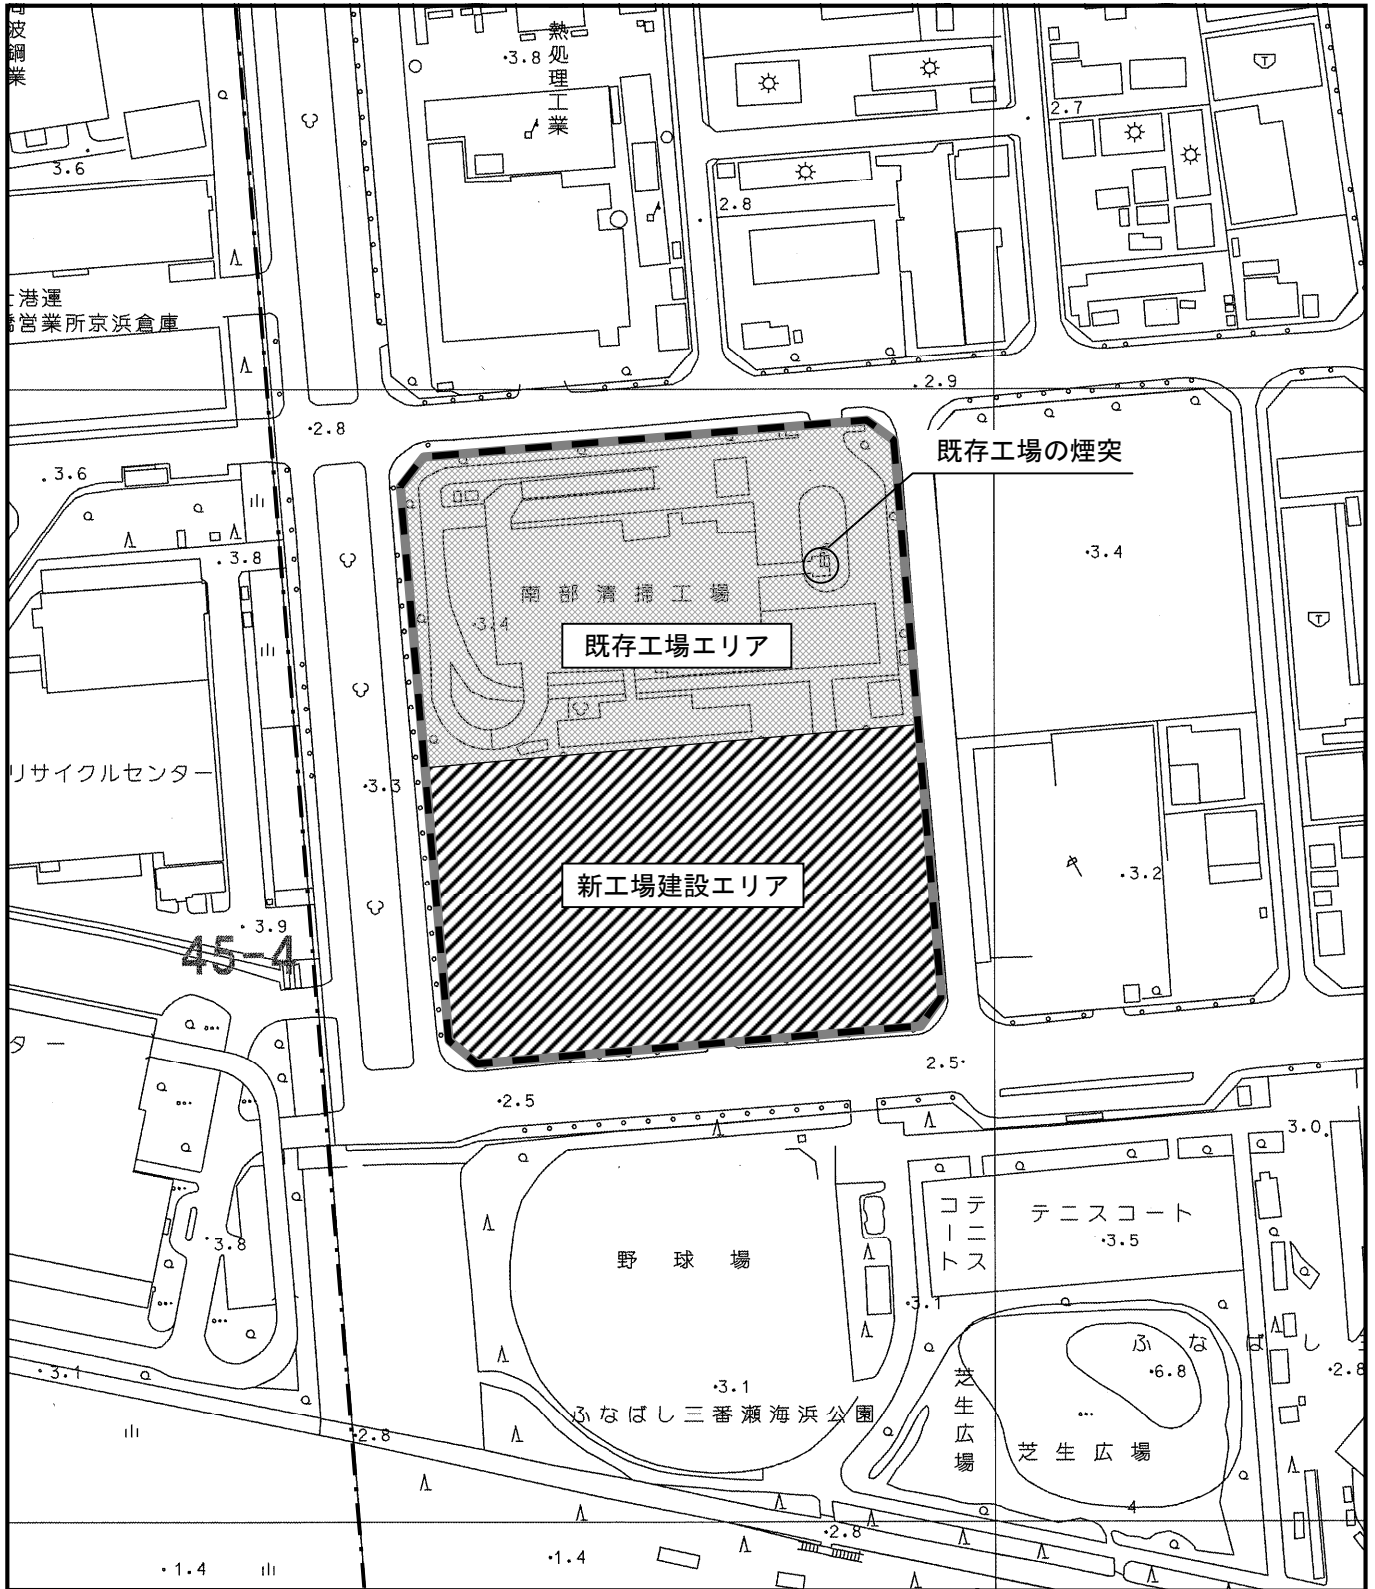 周波鋼業
熱処理工業
3.8
3.6
2.7
2.8
港運
営業所京浜倉庫
2.9
2.8
3.6
既存工場の煙突
3.8
3.4
南部清掃工場
3.4
既存工場エリア
リサイクルセンター
3.3
新工場建設エリア
3.2
3.9
45-4
ター
2.5
2.5
3.0
テニスコート
テニスコート
3.5
3.8
野球場
3.1
ふなばし
3.1
6.8
2.8
3.1
芝生広場
ふなばし三番瀬海浜公園
2.8
芝生広場
4
2.8
1.4
1.4